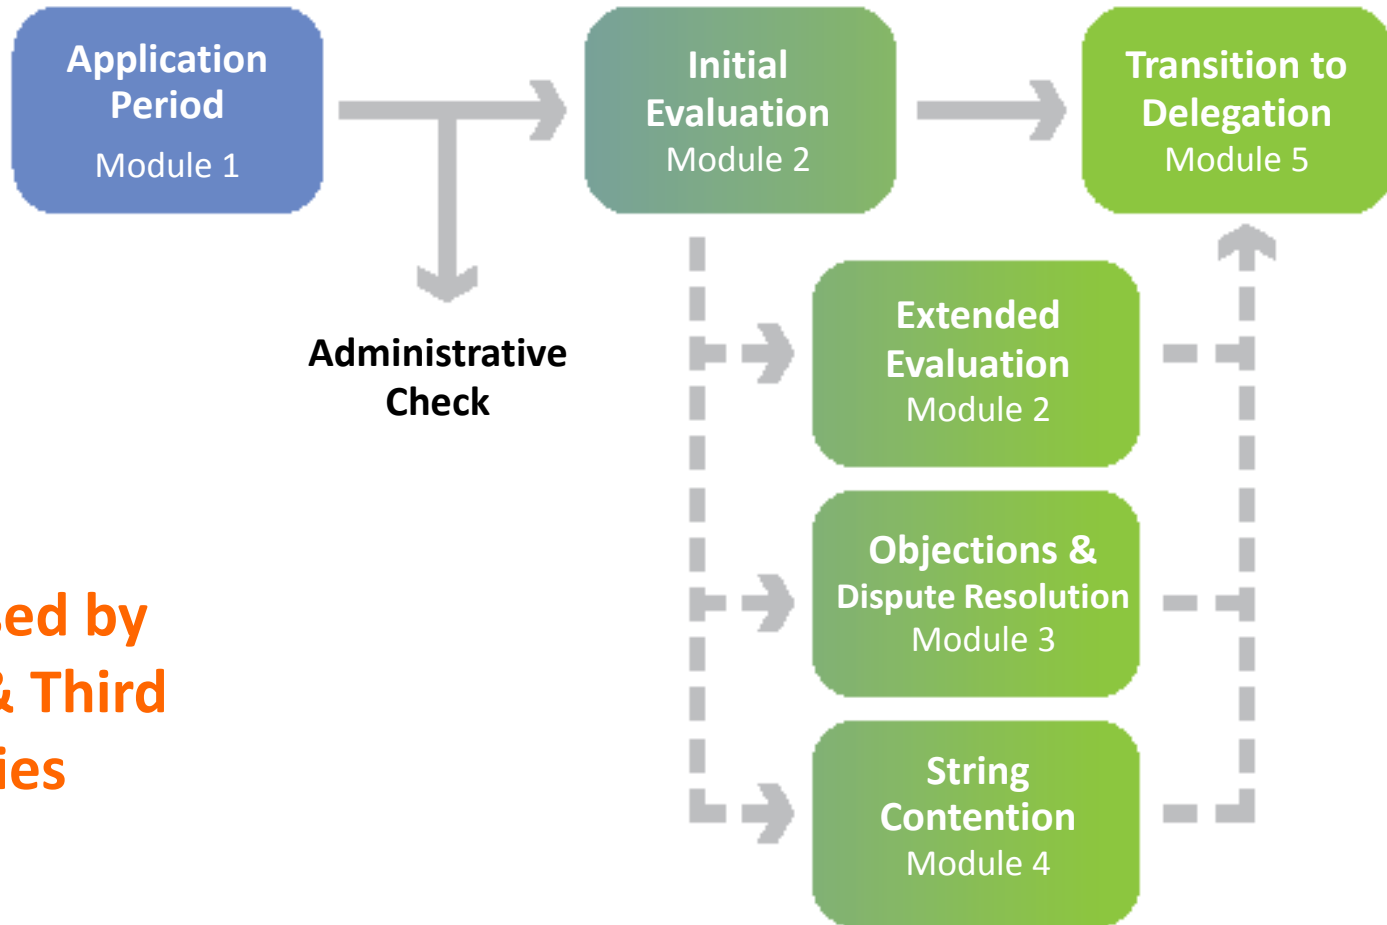 Application
Period
Module 1
Initial
Evaluation
Module 2
Transition to
Delegation
Module 5
Administrative
Check
Extended
Evaluation
Module 2
Objections &
Dispute Resolution
Module 3
String
Contention
Module 4
sed by
& Third
ies